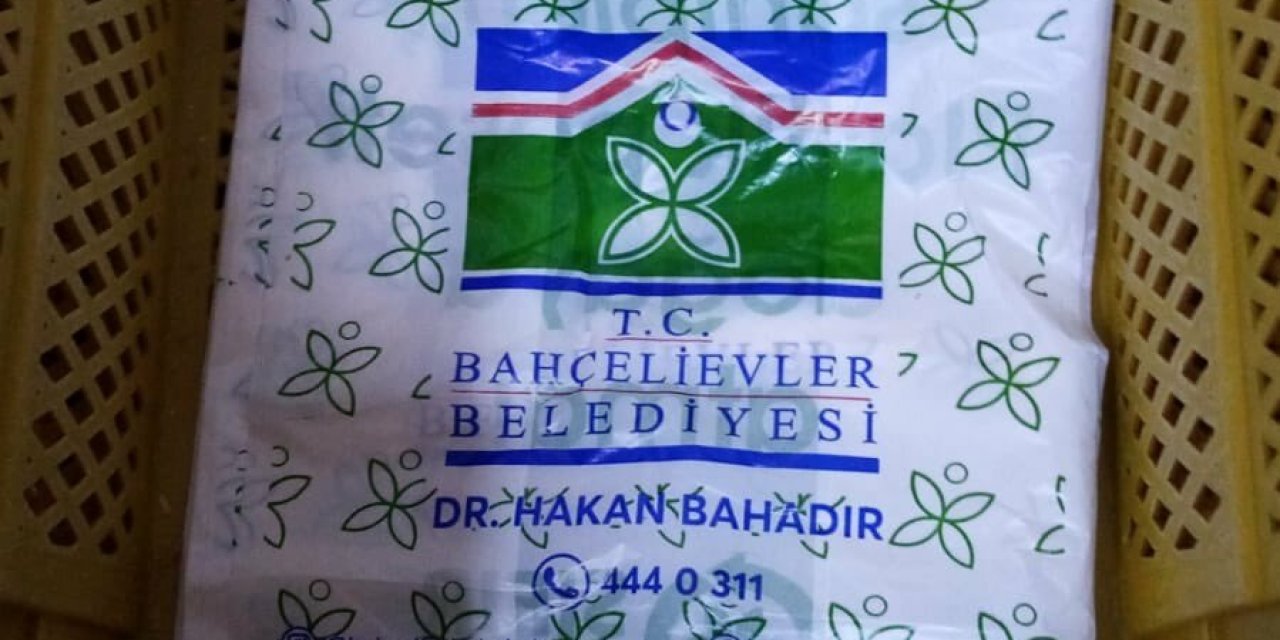 T.C.
BAHÇELİEVLER
BELEDİYESİ
DR. HAKAN BAHADIR
444 0 311